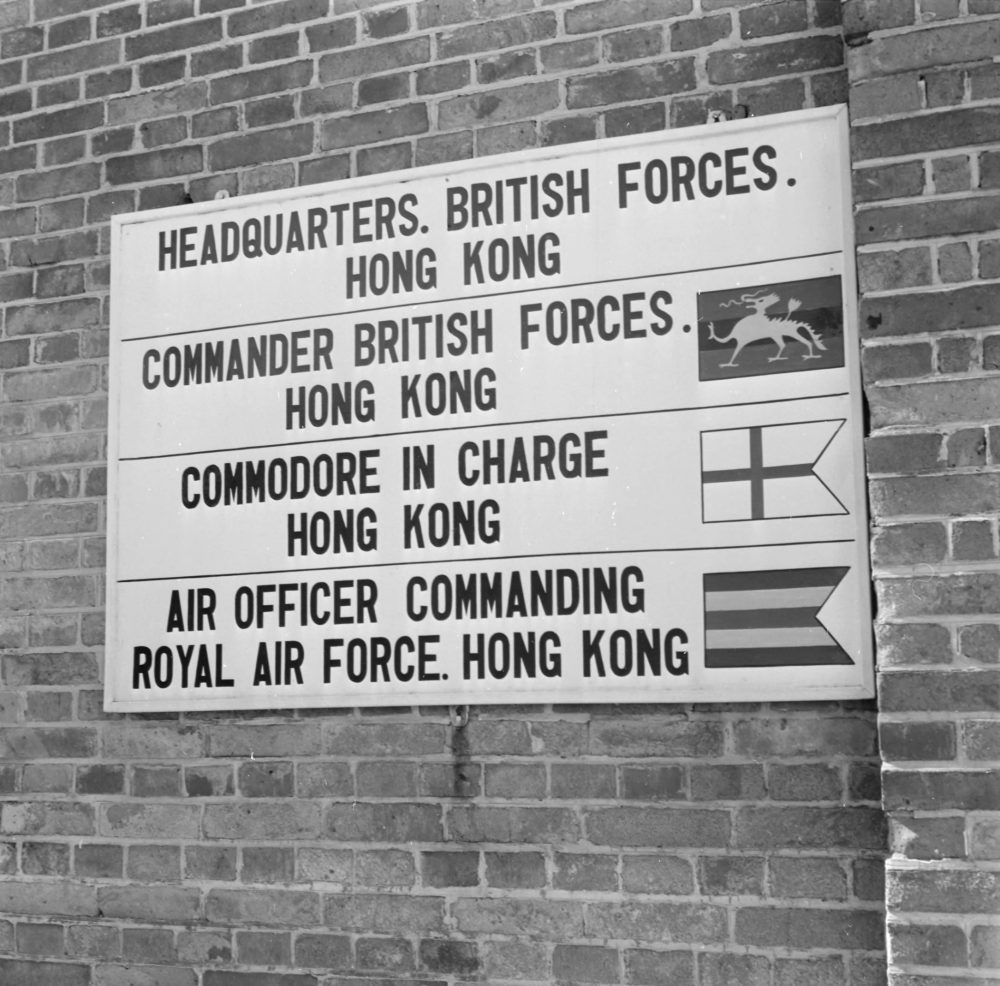 HEADQUARTERS. BRITISH FORCES.
HONG KONG
COMMANDER BRITISH FORCES.
HONG KONG
COMMODORE IN CHARGE
HONG KONG
AIR OFFICER COMMANDING
ROYAL AIR FORCE. HONG KONG